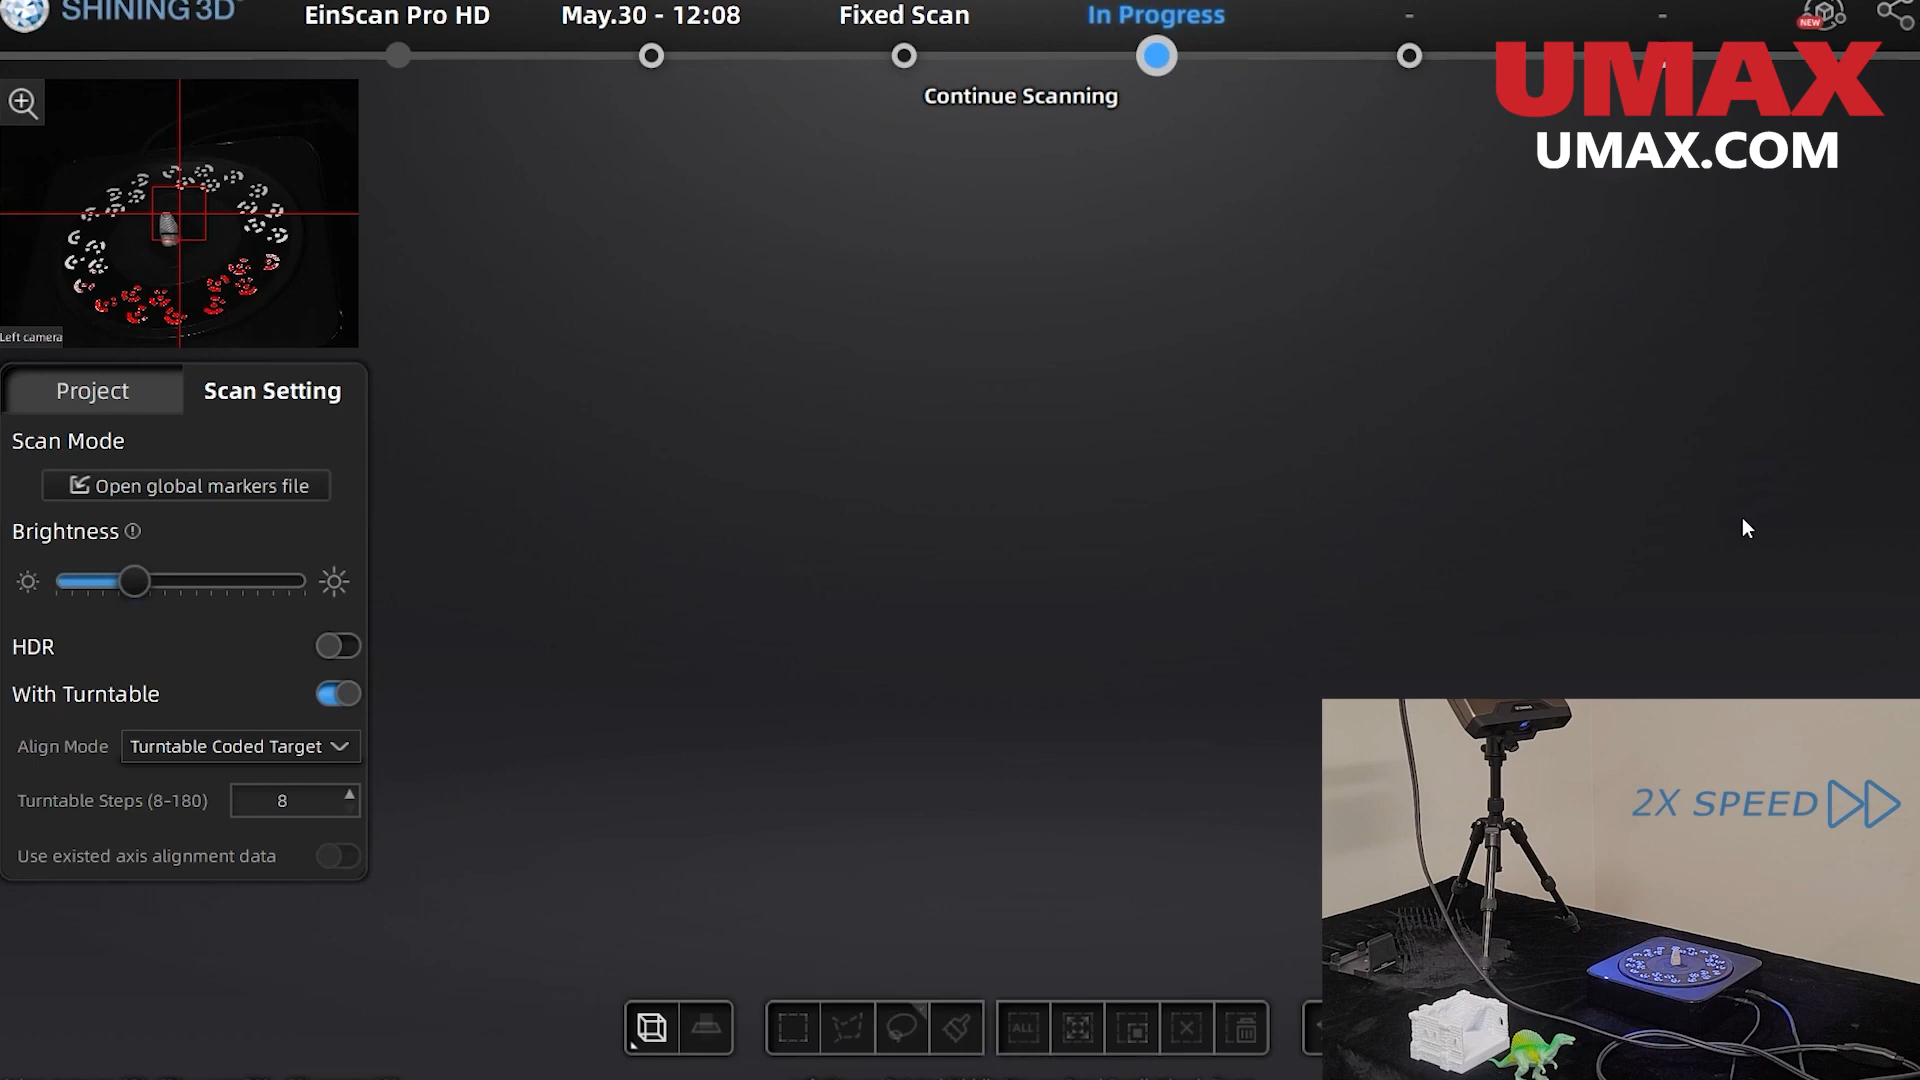 SHINING 3D
EinScan Pro HD
May.30 - 12:08
Fixed Scan
In Progress
-
-
NEW
Continue Scanning
UMAX
UMAX.COM
Left camera
Project
Scan Setting
Scan Mode
Open global markers file
Brightness
HDR
With Turntable
Align Mode
Turntable Coded Target
Turntable Steps (8-180)
8
Use existed axis alignment data
ALL
2X SPEED